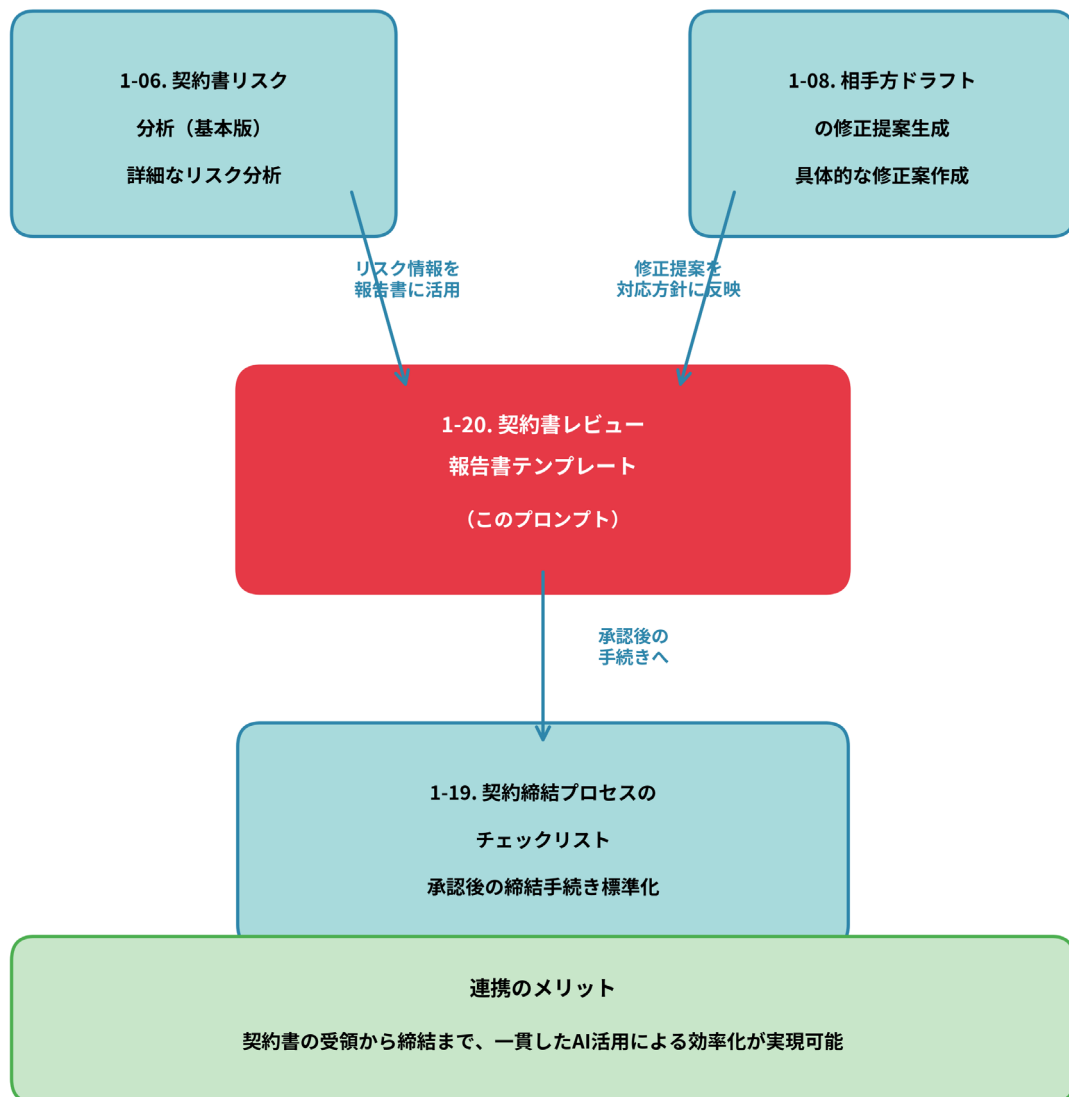 1-06. 契約書リスク
分析（基本版）
詳細なリスク分析
1-08. 相手方ドラフト
の修正提案生成
具体的な修正案作成
リスク情報を
報告書に活用
修正提案を
対応方針に反映
1-20. 契約書レビュー
報告書テンプレート
（このプロンプト）
承認後の
手続きへ
1-19. 契約締結プロセスの
チェックリスト
承認後の締結手続き標準化
連携のメリット
契約書の受領から締結まで、一貫したAI活用による効率化が実現可能